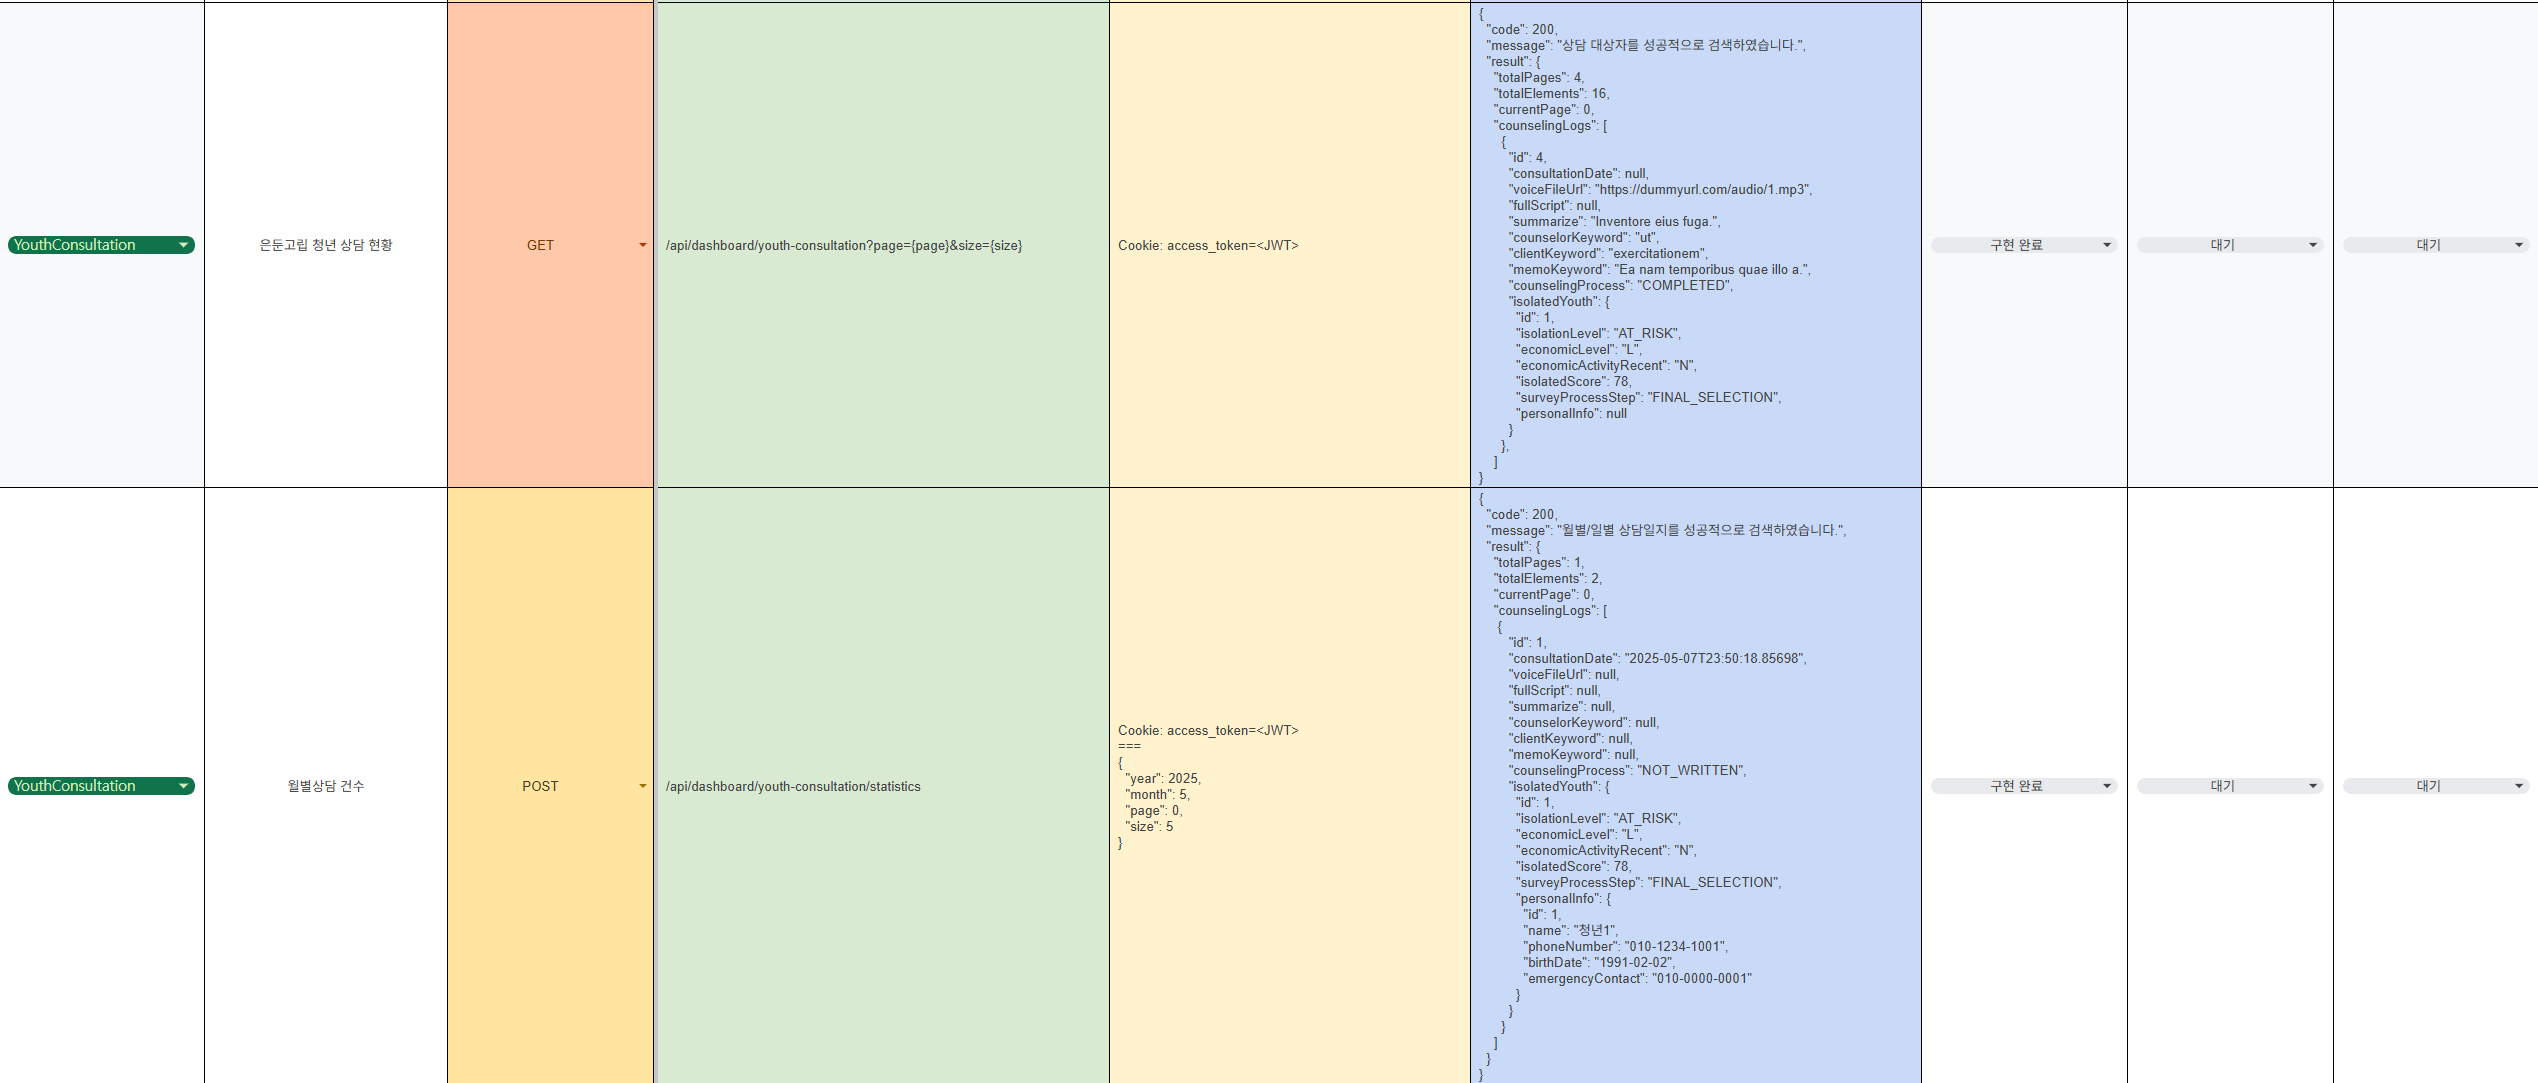 YouthConsultation
은둔고립 청년 상담 현황
GET
/api/dashboard/youth-consultation?page={page}&size={size}
Cookie: access_token=<JWT>
{
"code": 200,
"message": "상담 대상자를 성공적으로 검색하였습니다.",
"result": {
"totalPages": 4,
"totalElements": 16,
"currentPage": 0,
"counselingLogs": [
{
"id": 4,
"consultationDate": null,
"voiceFileUrl": "https://dummyurl.com/audio/1.mp3",
"fullScript": null,
"summarize": "Inventore eius fuga.",
"counselorKeyword": "ut",
"clientKeyword": "exercitationem",
"memoKeyword": "Ea nam temporibus quae illo a.",
"counselingProcess": "COMPLETED",
"isolatedYouth": {
"id": 1,
"isolationLevel": "AT_RISK",
"economicLevel": "L",
"economicActivityRecent": "N",
"isolatedScore": 78,
"surveyProcessStep": "FINAL_SELECTION",
"personalInfo": null
}
},
]
}
구현 완료
대기
대기
YouthConsultation
월별상담 건수
POST
/api/dashboard/youth-consultation/statistics
Cookie: access_token=<JWT>
===
{
"year": 2025,
"month": 5,
"page": 0,
"size": 5
}
{
"code": 200,
"message": "월별/일별 상담일지를 성공적으로 검색하였습니다.",
"result": {
"totalPages": 1,
"totalElements": 2,
"currentPage": 0,
"counselingLogs": [
{
"id": 1,
"consultationDate": "2025-05-07T23:50:18.85698",
"voiceFileUrl": null,
"fullScript": null,
"summarize": null,
"counselorKeyword": null,
"clientKeyword": null,
"memoKeyword": null,
"counselingProcess": "NOT_WRITTEN",
"isolatedYouth": {
"id": 1,
"isolationLevel": "AT_RISK",
"economicLevel": "L",
"economicActivityRecent": "N",
"isolatedScore": 78,
"surveyProcessStep": "FINAL_SELECTION",
"personalInfo": {
"id": 1,
"name": "청년1",
"phoneNumber": "010-1234-1001",
"birthDate": "1991-02-02",
"emergencyContact": "010-0000-0001"
}
}
}
]
}
}
구현 완료
대기
대기